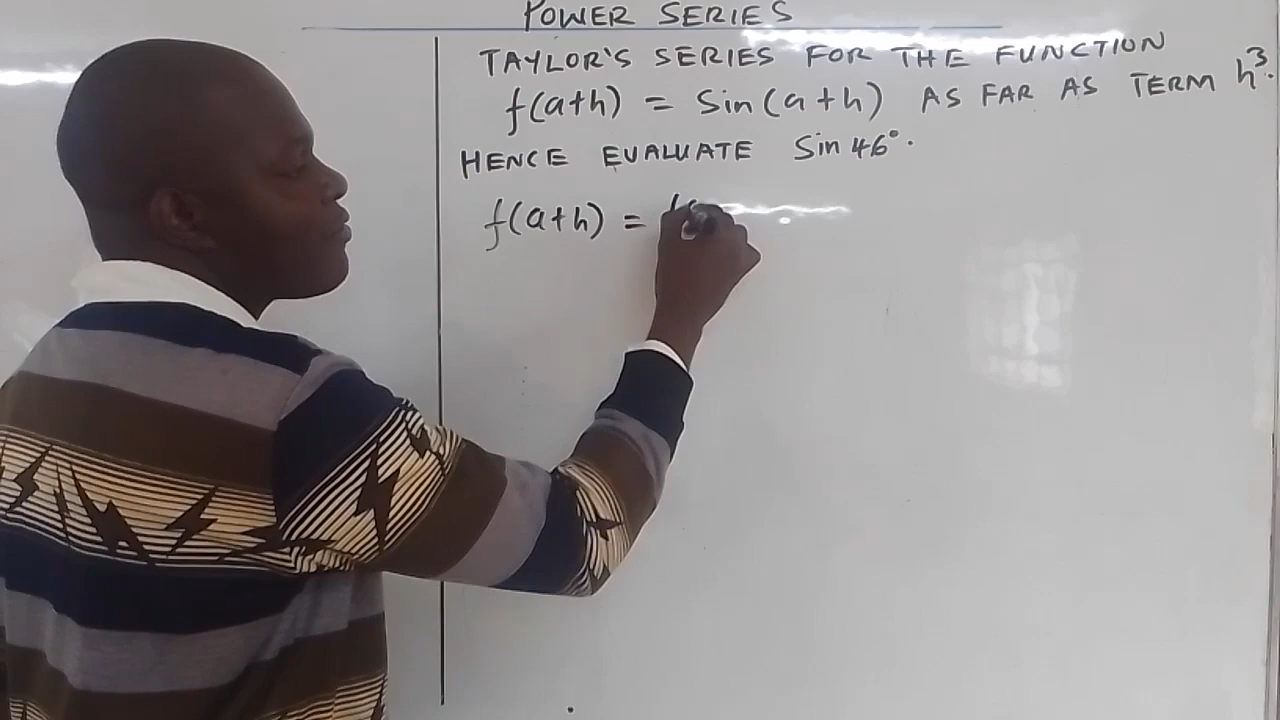 POWER SERIES
TAYLOR'S SERIES FOR THE FUNCTION
f(a+h) = Sin(a+h) AS FAR AS TERM h³.
HENCE EVALUATE Sin 46°.
f(a+h) =